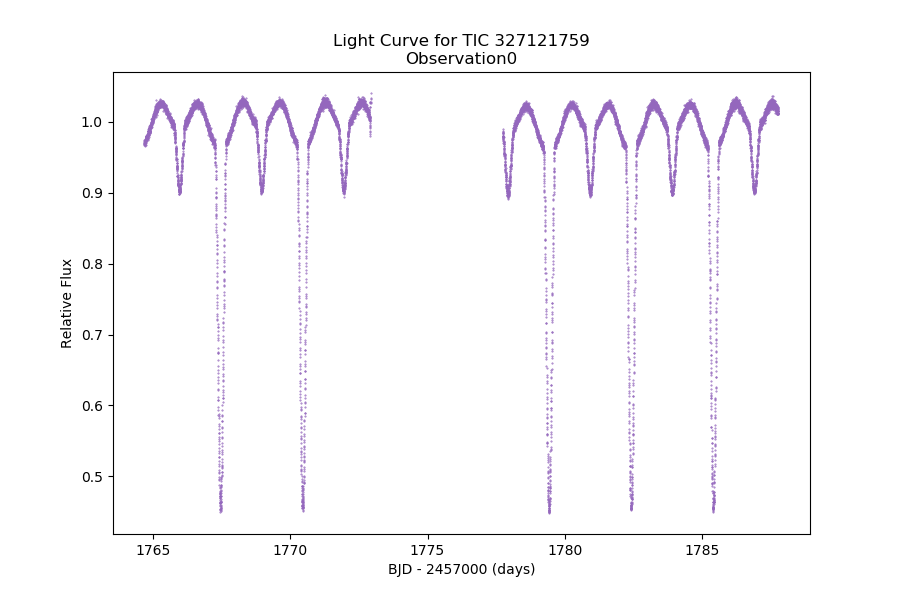 Light Curve for TIC 327121759
Observation0
1.0
0.9
0.8
0.7
0.6
0.5
Relative Flux
1765
1770
1775
1780
1785
BJD - 2457000 (days)